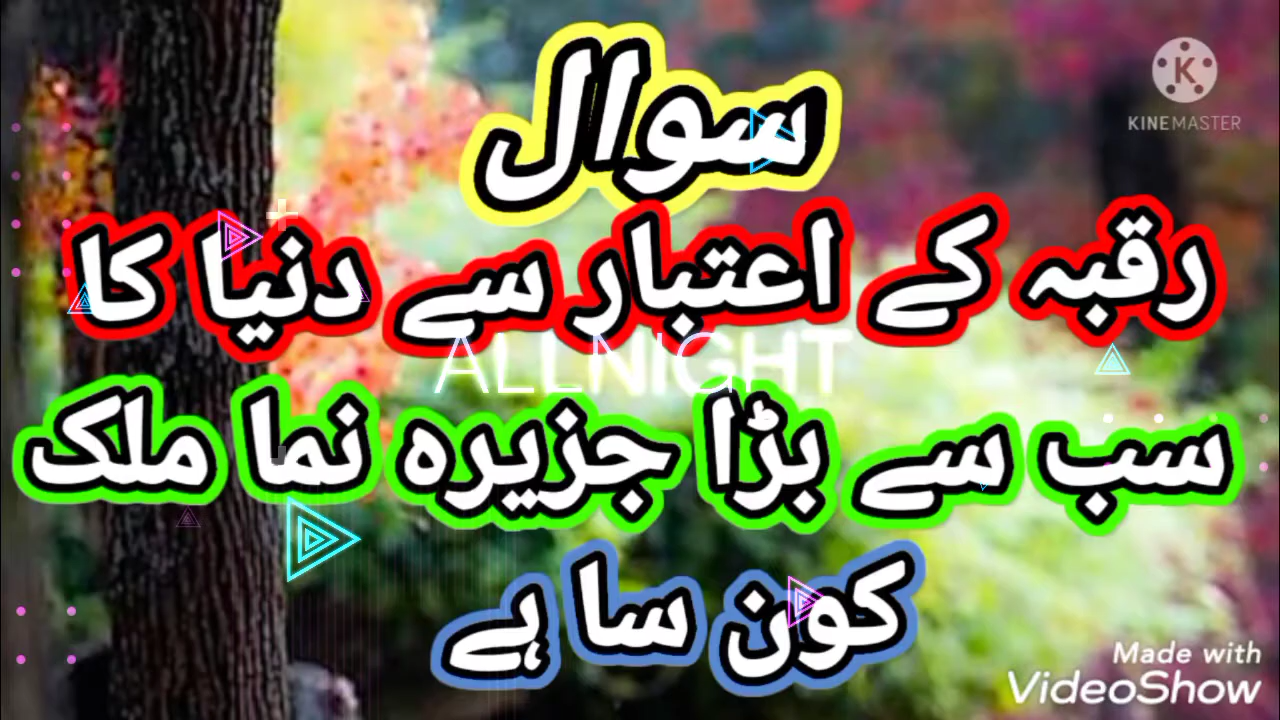 سوال
KINEMASTER
رقبہ کے اعتبار سے دنیا کا
ALLNIGHT
سب سے بڑا جزیرہ نما ملک
کون سا ہے
Made with
VideoShow